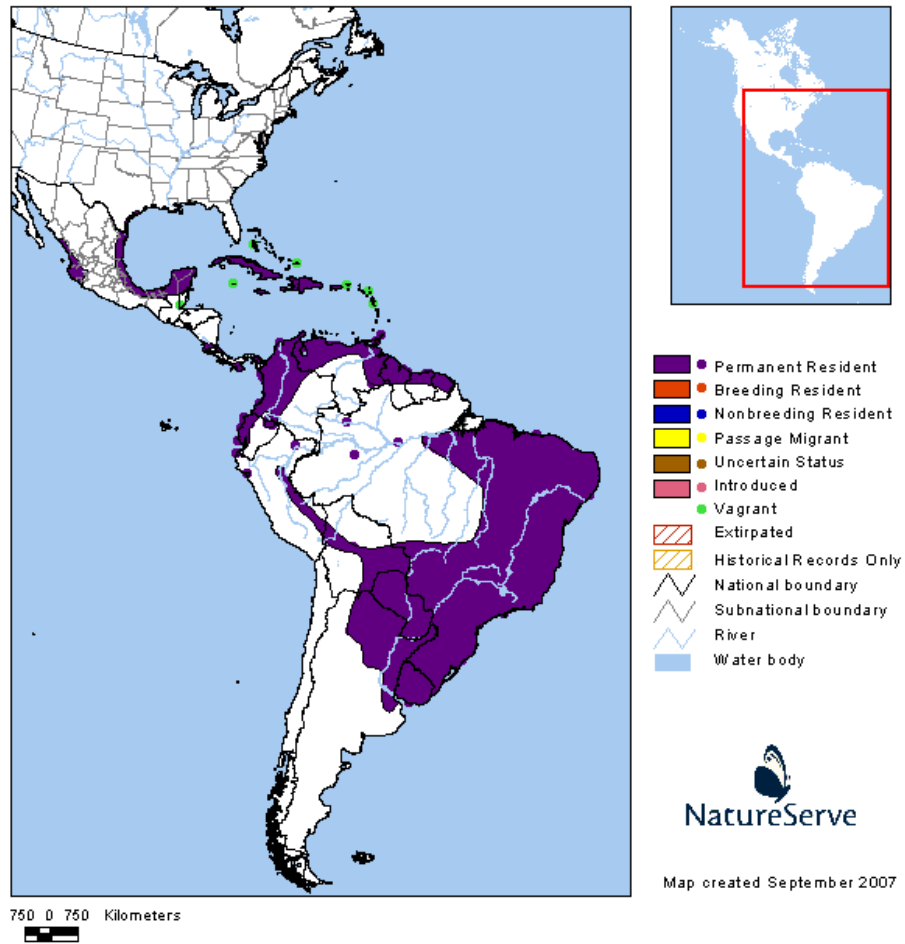 Permanent Resident
Breeding Resident
Nonbreeding Resident
Passage Migrant
Uncertain Status
Introduced
Vagrant
Extirpated
Historical Records Only
National boundary
Subnational boundary
River
Water body
NatureServe
Map created September 2007
750 0 750 Kilometers